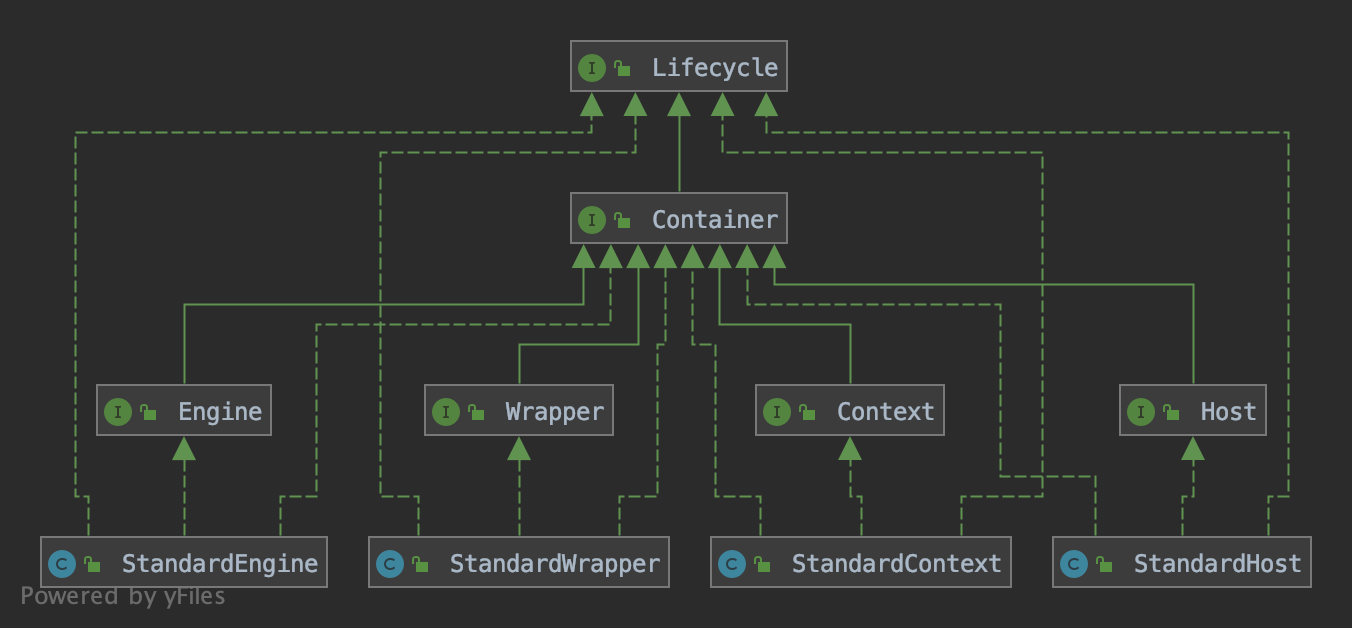 I Lifecycle
I Container
I Engine
I Wrapper
I Context
I Host
C StandardEngine
C StandardWrapper
C StandardContext
C StandardHost
Powered by yFiles